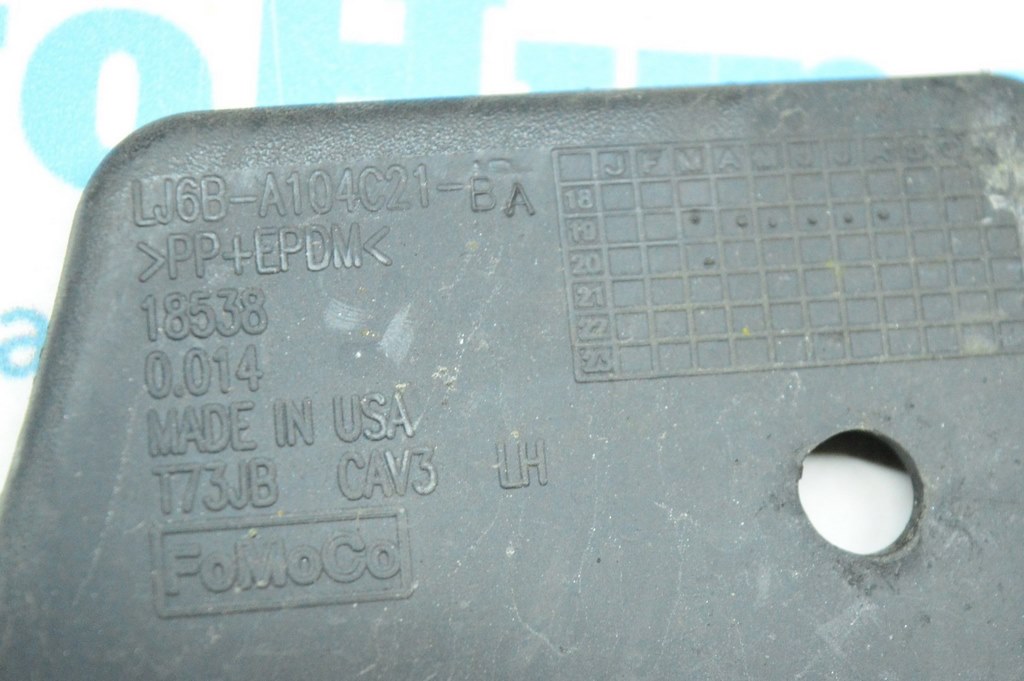 LJ6B-A104C21-BA
>PP+EPDM<
18538
0.014
MADE IN USA
T73JB CAV3 LH
FoMoCo
J F M A M J J A S O
18
19
20
21
22
23